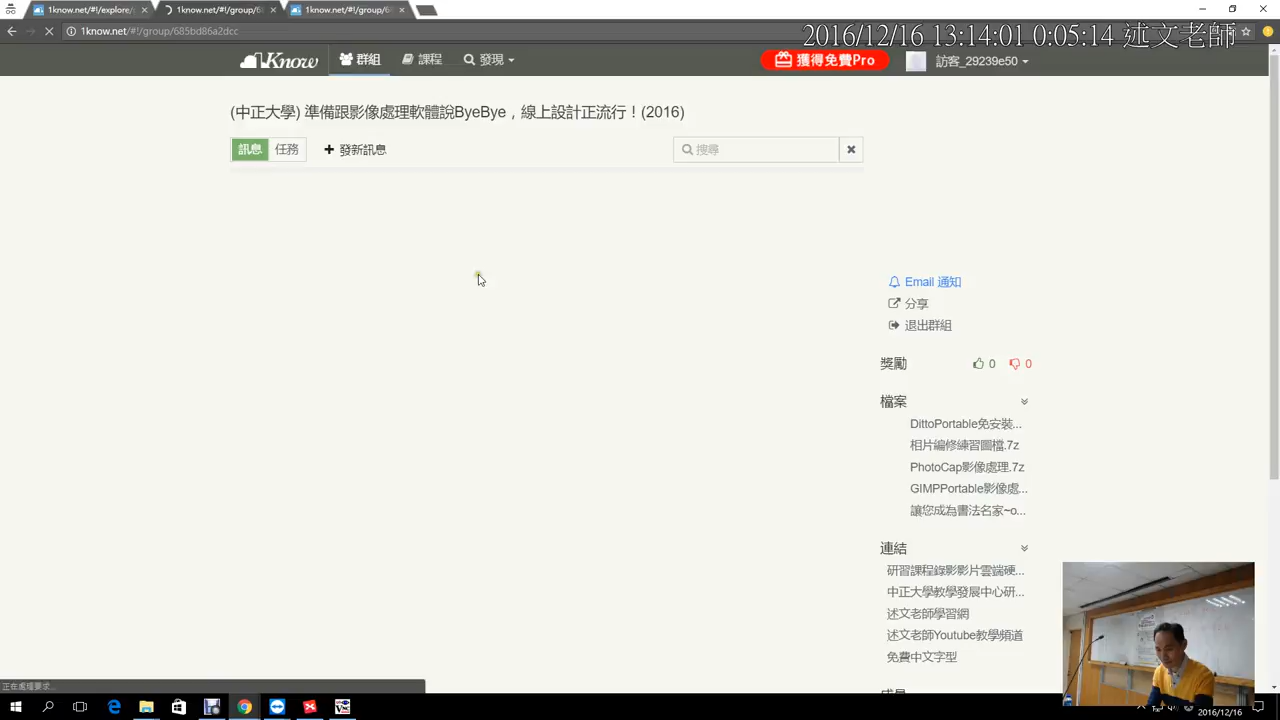 1know.net/#!/explore/
1know.net/#!/group/6
1know.net/#!/group/6
1know.net/#!/group/685bd86a2dcc
2016/12/16 13:14:01 0:05:14 述文老師
1Know
群組
課程
發現
獲得免費Pro
訪客_29239e50
(中正大學) 準備跟影像處理軟體說ByeBye，線上設計正流行！(2016)
訊息
任務
發新訊息
搜尋
Email 通知
分享
退出群組
獎勵
0
0
檔案
DittoPortable免安裝...
相片編修練習圖檔.7z
PhotoCap影像處理.7z
GIMPPortable影像處...
讓您成為書法名家~o...
連結
研習課程錄影影片雲端硬...
中正大學教學發展中心研...
述文老師學習網
述文老師Youtube教學頻道
免費中文字型
成員
正在處理要求...
2016/12/16